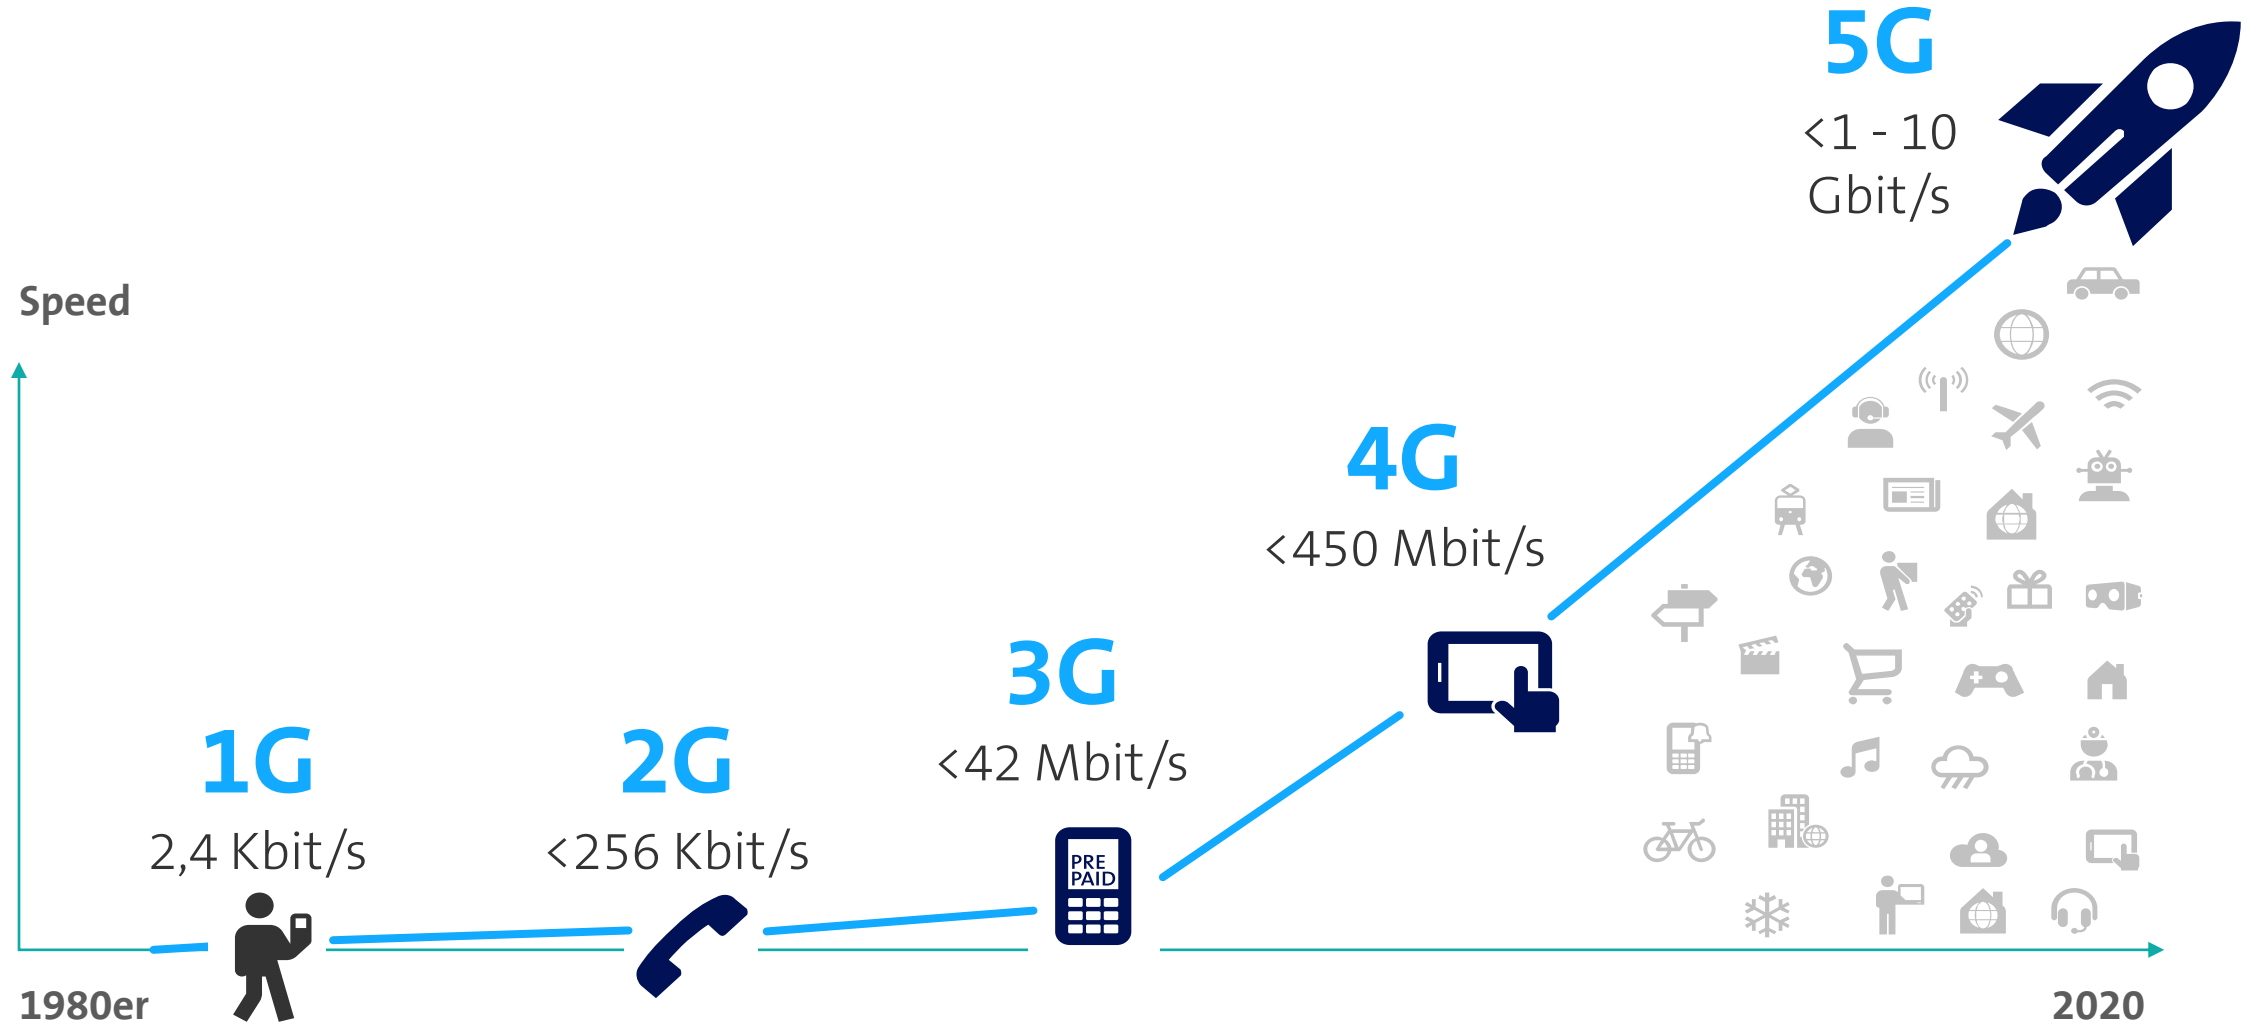 5G
<1 - 10
Gbit/s
Speed
4G
<450 Mbit/s
3G
<42 Mbit/s
1G
2,4 Kbit/s
2G
<256 Kbit/s
PRE
PAID
1980er
2020